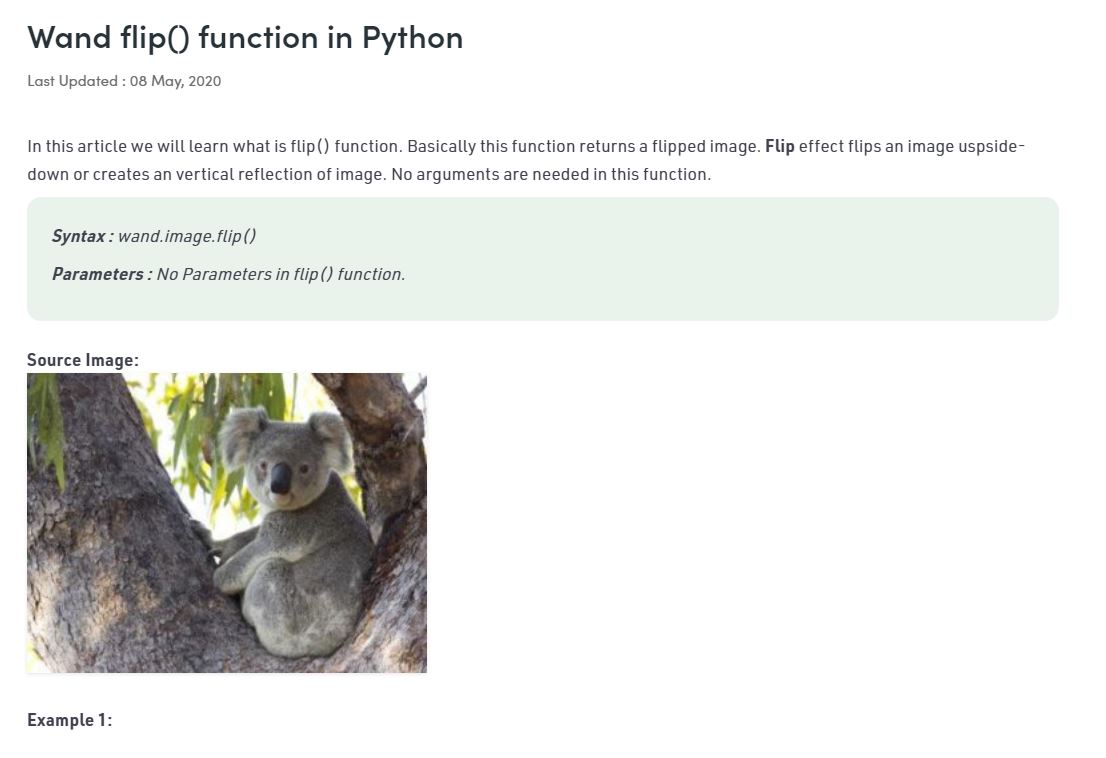 Wand flip() function in Python
Last Updated : 08 May, 2020
In this article we will learn what is flip() function. Basically this function returns a flipped image. Flip effect flips an image uspside-
down or creates an vertical reflection of image. No arguments are needed in this function.
Syntax : wand.image.flip()
Parameters : No Parameters in flip() function.
Source Image:
Example 1: